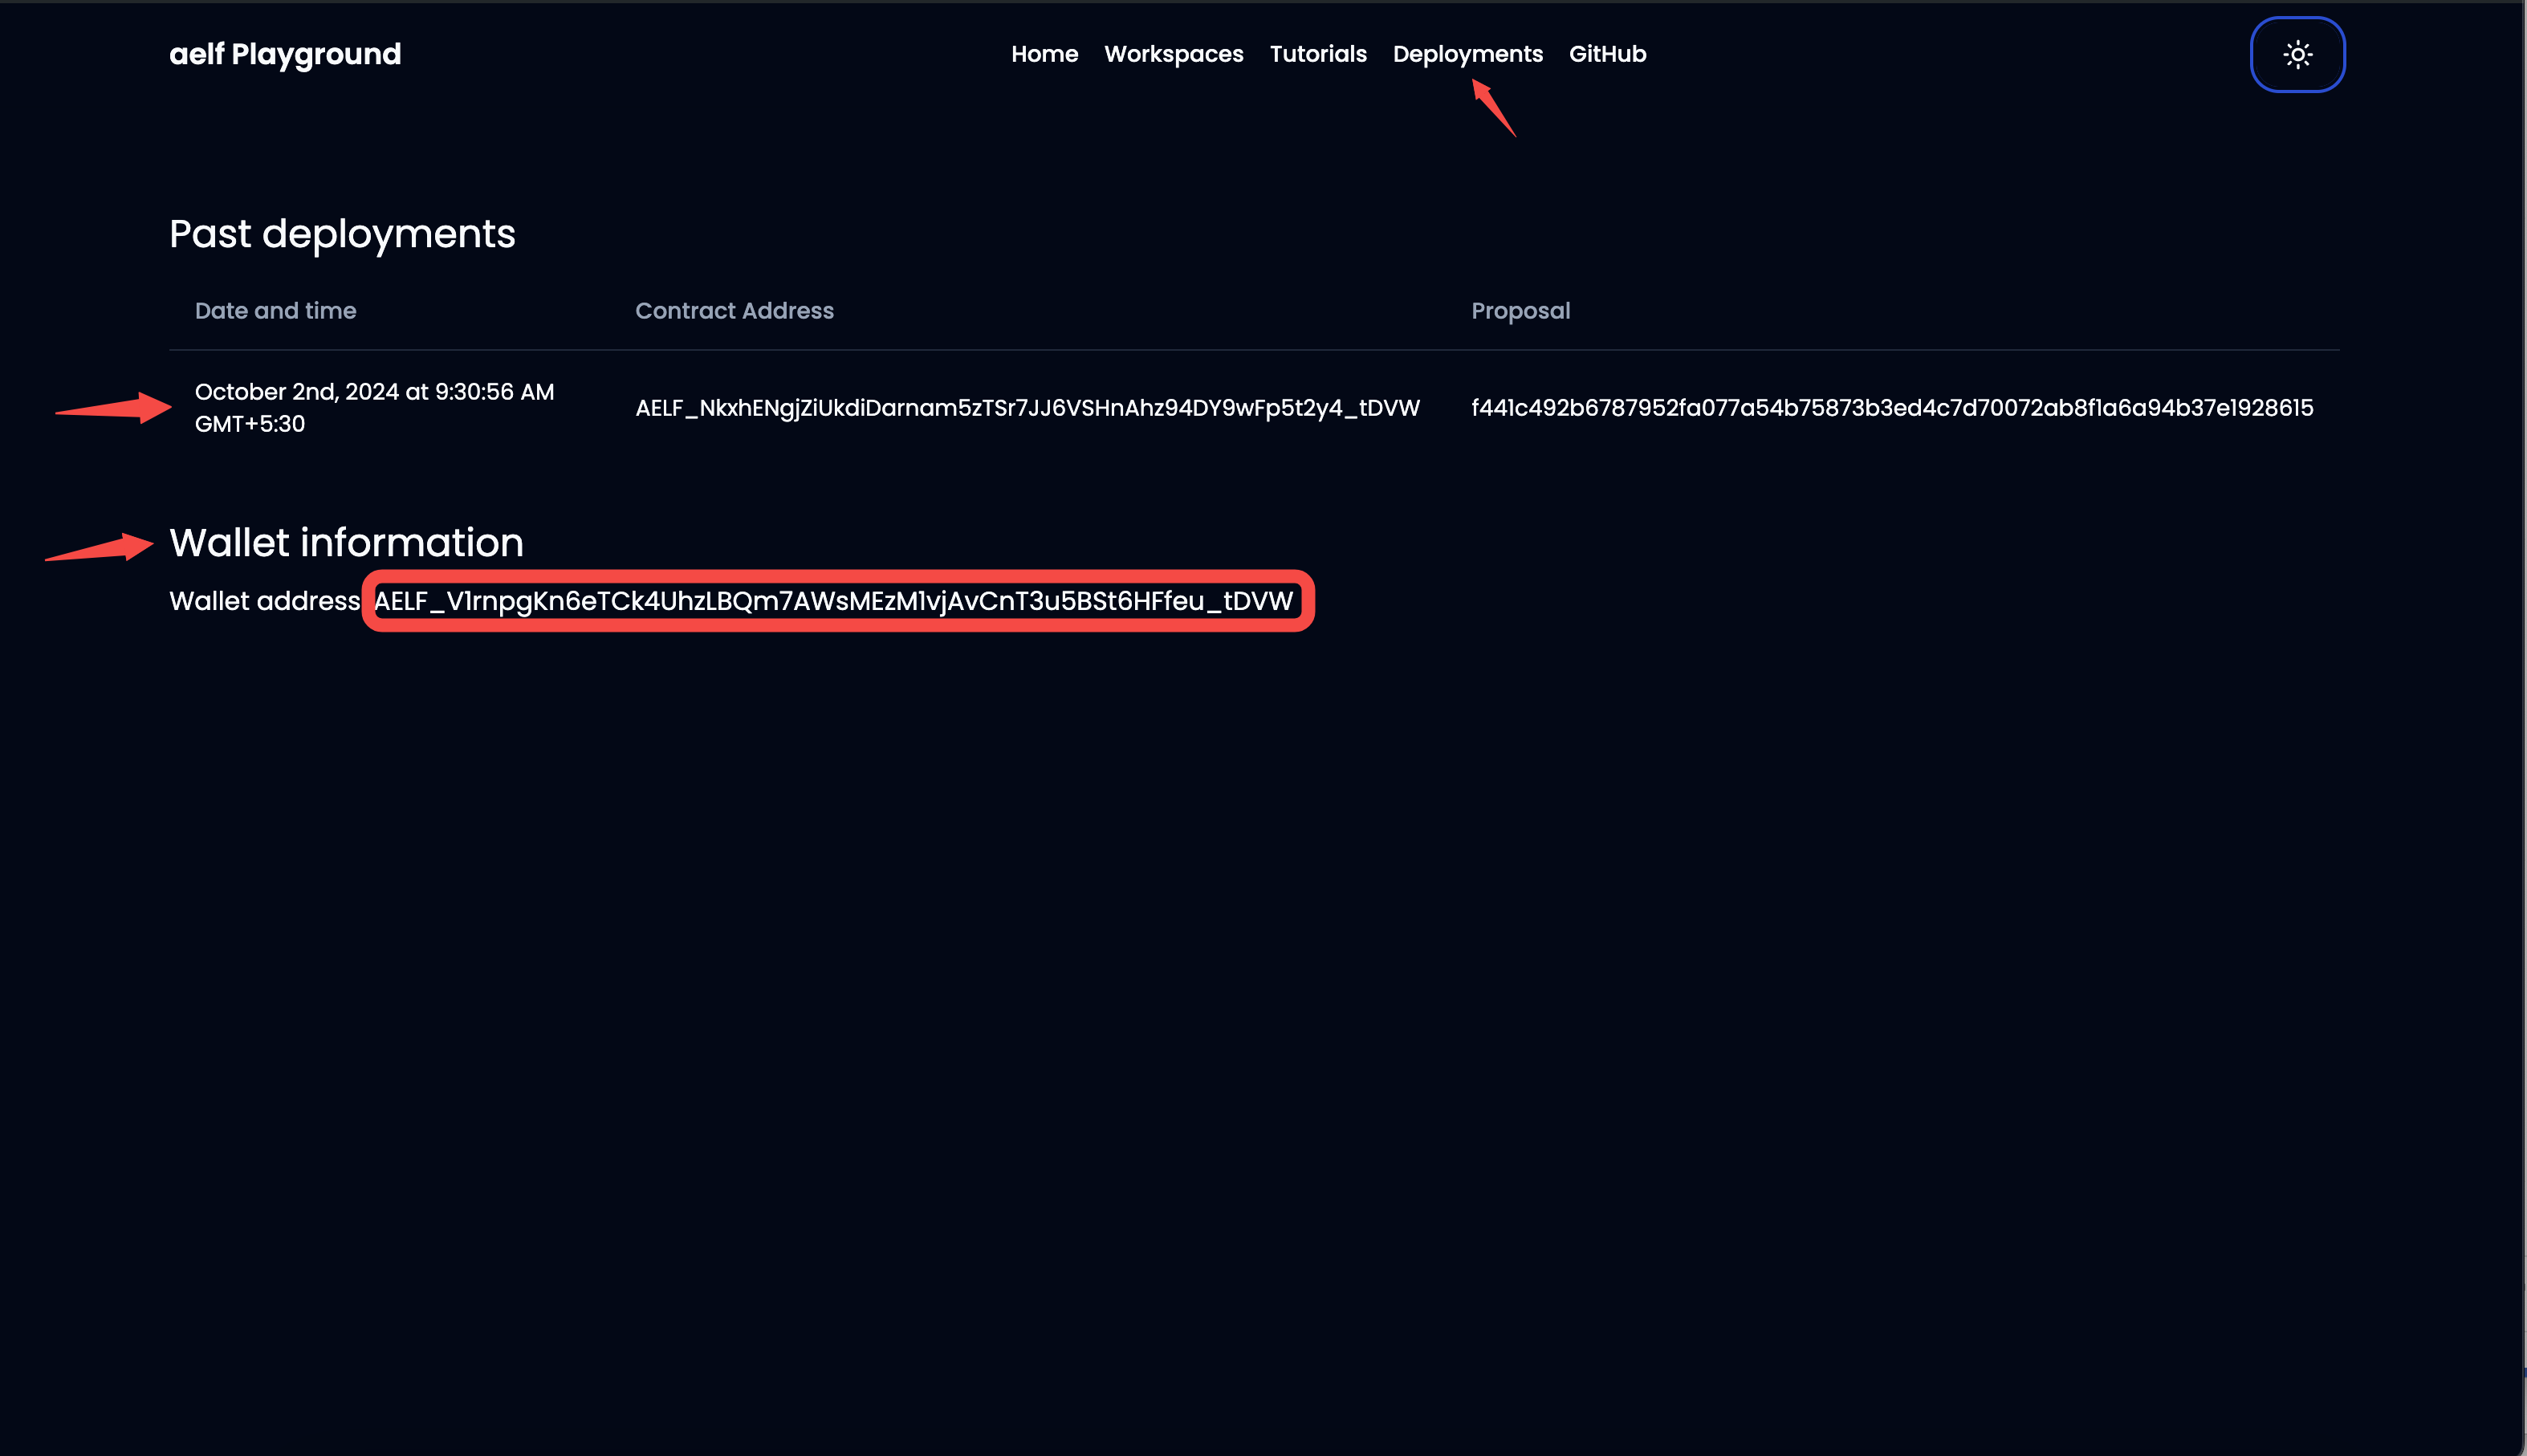 aelf Playground
Home Workspaces Tutorials Deployments GitHub
Past deployments
Date and time Contract Address Proposal
October 2nd, 2024 at 9:30:56 AM
GMT+5:30
AELF_NkxhENgjZiUkdiDarnam5zTSr7JJ6VSHnAhz94DY9wFp5t2y4_tDVW
f441c492b6787952fa077a54b75873b3ed4c7d70072ab8f1a6a94b37e1928615
Wallet information
Wallet address AELF_V1rnpgKn6eTCk4UhzLBQm7AWsMEzM1vjAvCnT3u5BSt6HFfeu_tDVW